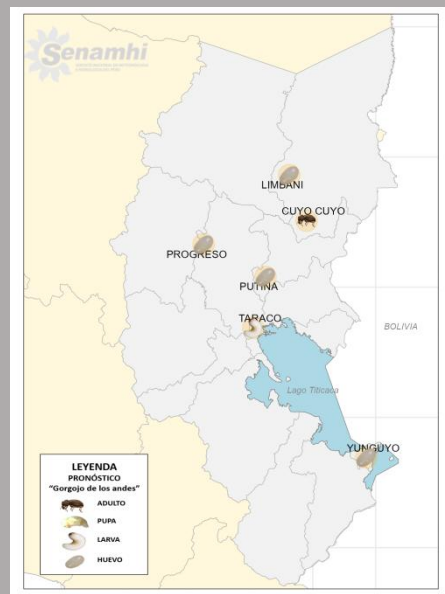 Senamhi
LIMBANI
CUYO CUYO
PROGRESO
PUTINA
TARACO
BOLIVIA
Lago Titicaca
YUNGUYO
LEYENDA
PRONÓSTICO
"Gorgojo de los andes"
ADULTO
PUPA
LARVA
HUEVO